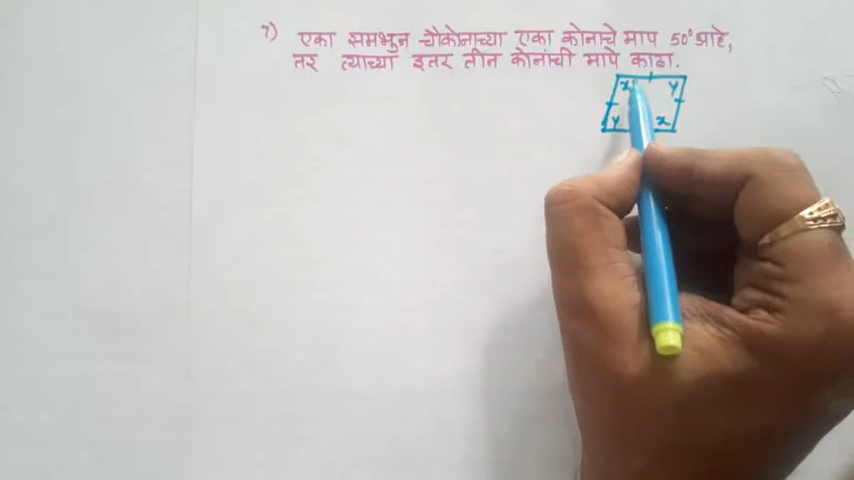 7) एका समभुज चौकोनाच्या एका कोनाचे माप 50° आहे,
तर त्याच्या इतर तीन कोनांची मापे काढा.
x y
y x